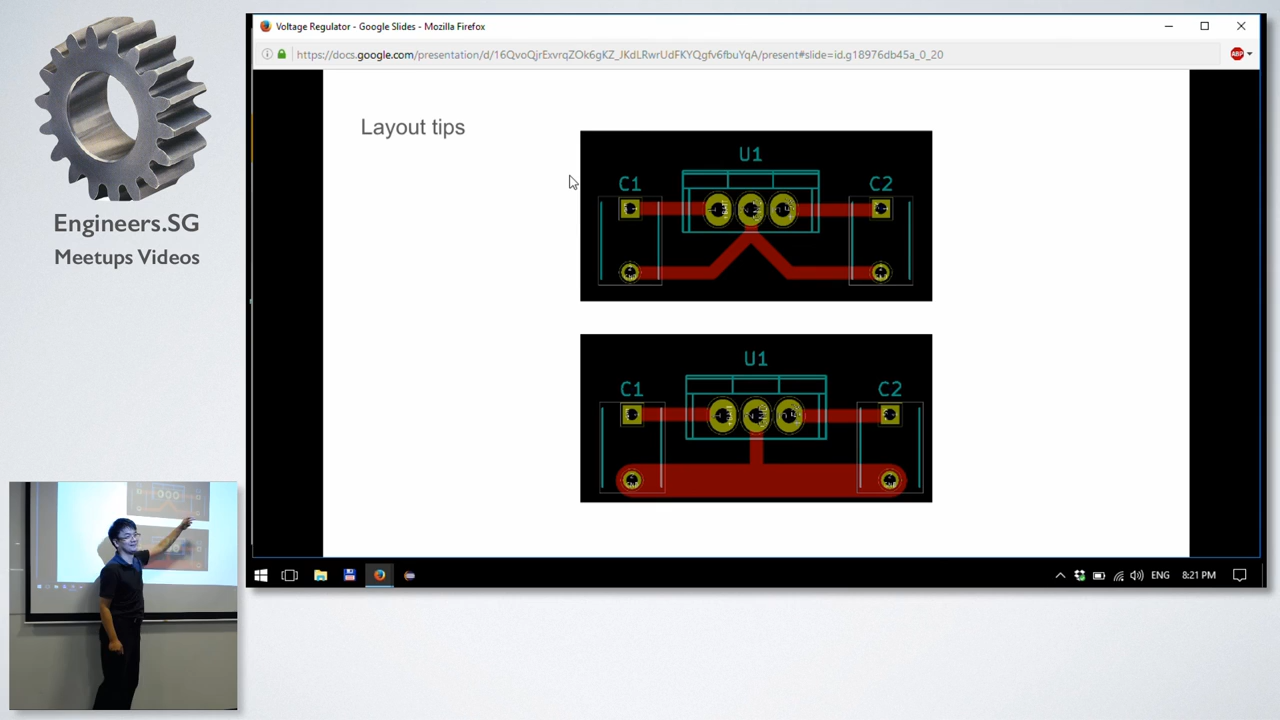 Voltage Regulator - Google Slides - Mozilla Firefox
https://docs.google.com/presentation/d/16QvoQjrExvrqZOk6gKZ_JKdLRwrUdFKYQgfv6fbuYqA/present#slide=id.g18976db45a_0_20
ABP
Engineers.SG
Meetups Videos
Layout tips
U1
C1
C2
U1
C1
C2
ENG
8:21 PM